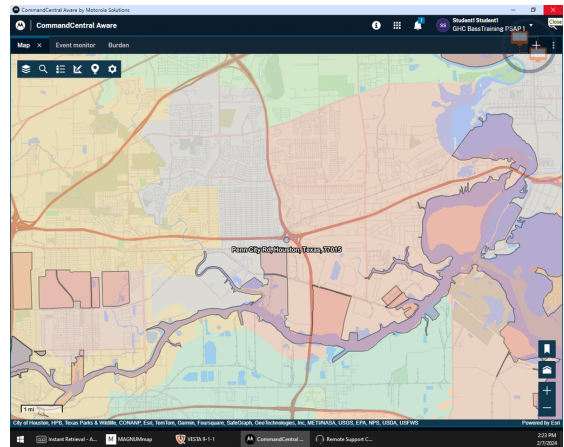 CommandCentral Aware by Motorola Solutions
CommandCentral Aware
SS
Student1 Student1
GHC BassTraining PSAP 1
Close
Map
Event monitor
Burden
Penn City Rd, Houston, Texas, 77015
1 mi
City of Houston, HPB, Texas Parks & Wildlife, CONANP, Esri, TomTom, Garmin, Foursquare, SafeGraph, GeoTechnologies, Inc, METI/NASA, USGS, EPA, NPS, USDA, USFWS
Powered by Esri
Instant Retrieval - A...
M MAGNUMmap
VESTA 9-1-1
CommandCentral ...
Remote Support C...
2:23 PM
2/7/2024